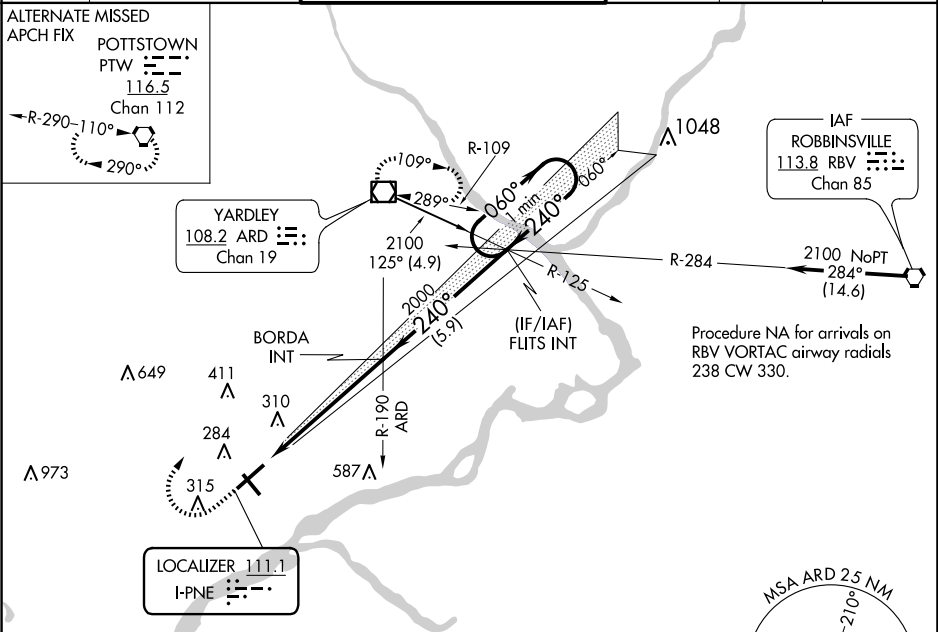 ALTERNATE MISSED
APCH FIX
POTTSTOWN
PTW
116.5
Chan 112
R-290
110°
290°
1048
IAF
ROBBINSVILLE
113.8 RBV
Chan 85
109°
R-109
289°
060°
1 min
240°
060°
YARDLEY
108.2 ARD
Chan 19
2100
125° (4.9)
R-284
2100 NoPT
284°
(14.6)
R-125
2000
240°
(5.9)
(IF/IAF)
FLITS INT
BORDA
INT
Procedure NA for arrivals on
RBV VORTAC airway radials
238 CW 330.
649
411
310
R-190
ARD
284
973
587
315
LOCALIZER 111.1
I-PNE
MSA ARD 25 NM
210°